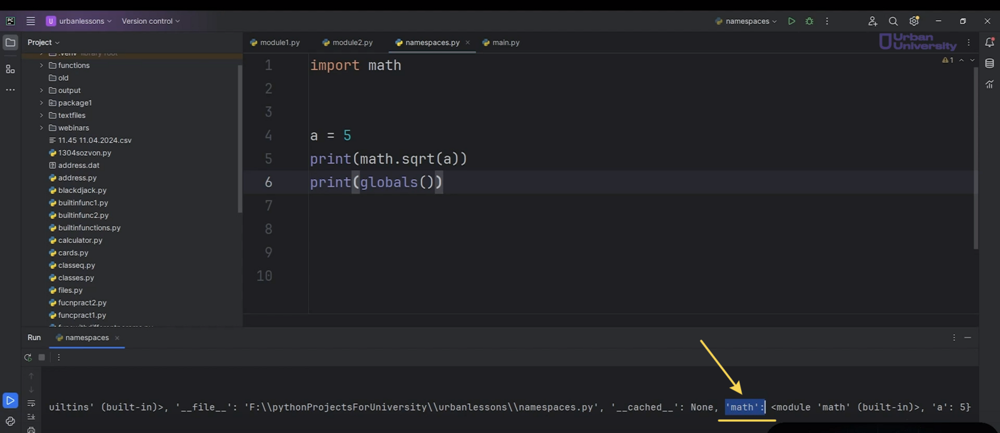 PC
U urbanlessons
Version control
namespaces
Project
module1.py
module2.py
namespaces.py
main.py
Urban
University
.venv library root
functions
old
output
package1
textfiles
webinars
11.45 11.04.2024.csv
1304sozvon.py
address.dat
address.py
blackdjack.py
builtinfunc1.py
builtinfunc2.py
builtinfunctions.py
calculator.py
cards.py
classeq.py
classes.py
files.py
fucnpract2.py
funcpract1.py
1 import math
2
3
4 a = 5
5 print(math.sqrt(a))
6 print(globals())
7
8
9
10
1
Run
namespaces
uiltins' (built-in)>, '__file__': 'F:\\pythonProjectsForUniversity\\urbanlessons\\namespaces.py', '__cached__': None, 'math': <module 'math' (built-in)>, 'a': 5}